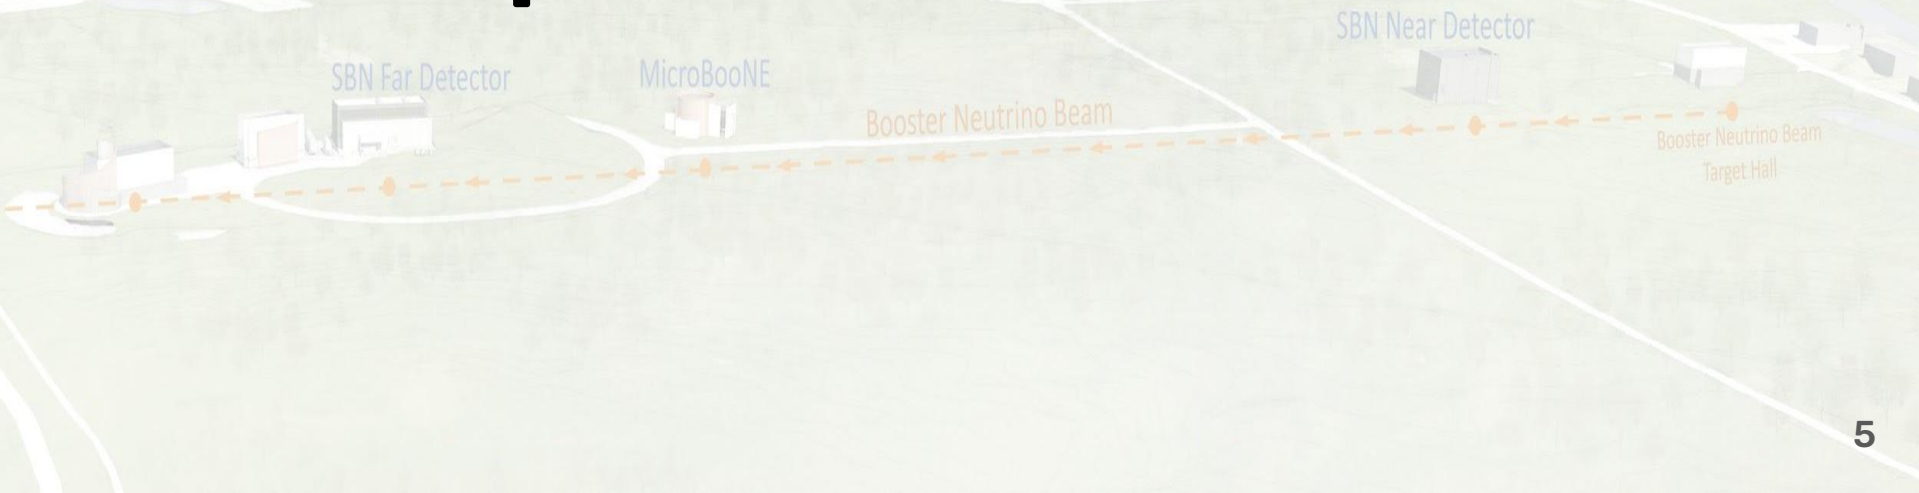 SBN Near Detector
SBN Far Detector
MicroBooNE
Booster Neutrino Beam
Booster Neutrino Beam
Target Hall
5